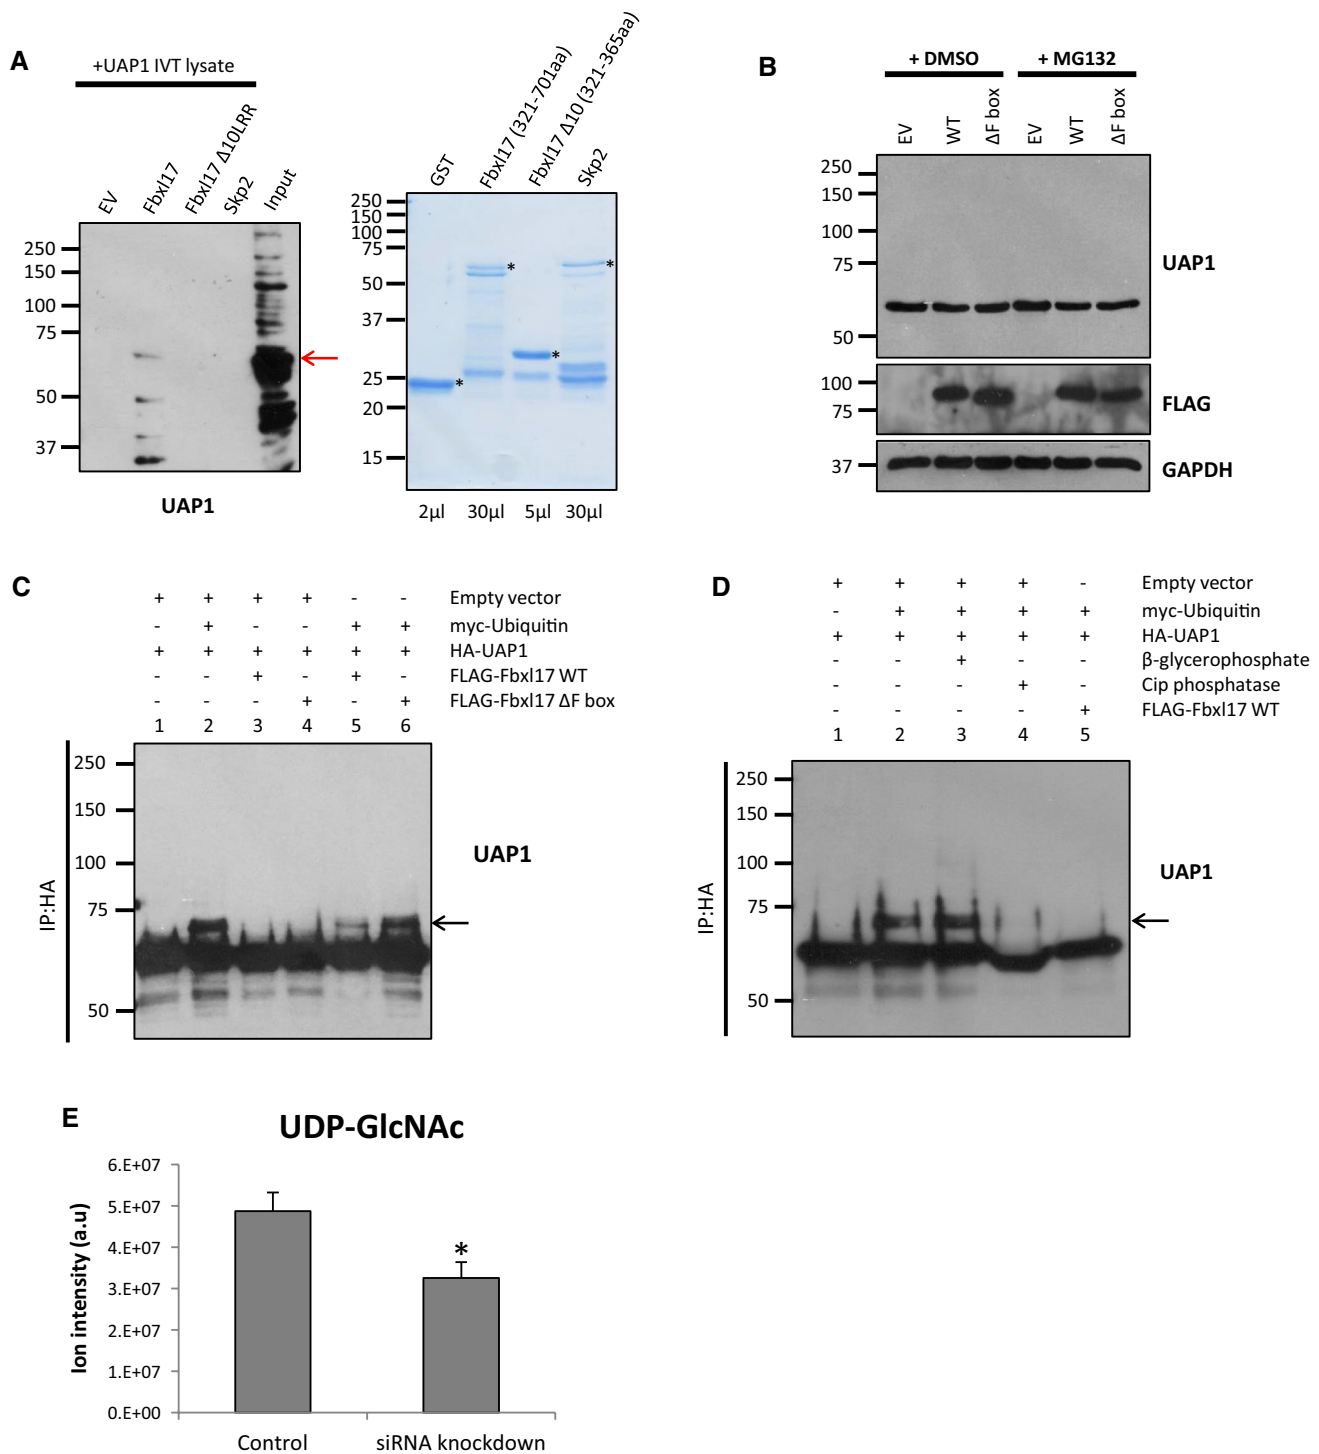 A
+UAP1 IVT lysate
EV
Fbxl17
Fbxl17 Δ10LRR
Skp2
Input
250
150
100
75
50
37
UAP1
GST
Fbxl17 (321-701aa)
Fbxl17 Δ10 (321-365aa)
Skp2
250
150
100
75
50
37
25
20
15
*
*
*
*
2µl 30µl 5µl 30µl
B
+ DMSO + MG132
EV WT ΔF box EV WT ΔF box
250
150
100
75
50
UAP1
100
75
FLAG
37
GAPDH
C
+ + + + - - Empty vector
- + - - + + myc-Ubiquitin
+ + + + + + HA-UAP1
- - + - + - FLAG-Fbxl17 WT
- - - + - + FLAG-Fbxl17 ΔF box
1 2 3 4 5 6
IP:HA
250
150
100
75
50
UAP1
D
+ + + + - Empty vector
- + + + + myc-Ubiquitin
+ + + + + HA-UAP1
- - + - - β-glycerophosphate
- - - + - Cip phosphatase
- - - - + FLAG-Fbxl17 WT
1 2 3 4 5
IP:HA
250
150
100
75
50
UAP1
E
UDP-GlcNAc
Ion intensity (a.u)
6.E+07
5.E+07
4.E+07
3.E+07
2.E+07
1.E+07
0.E+00
*
Control siRNA knockdown